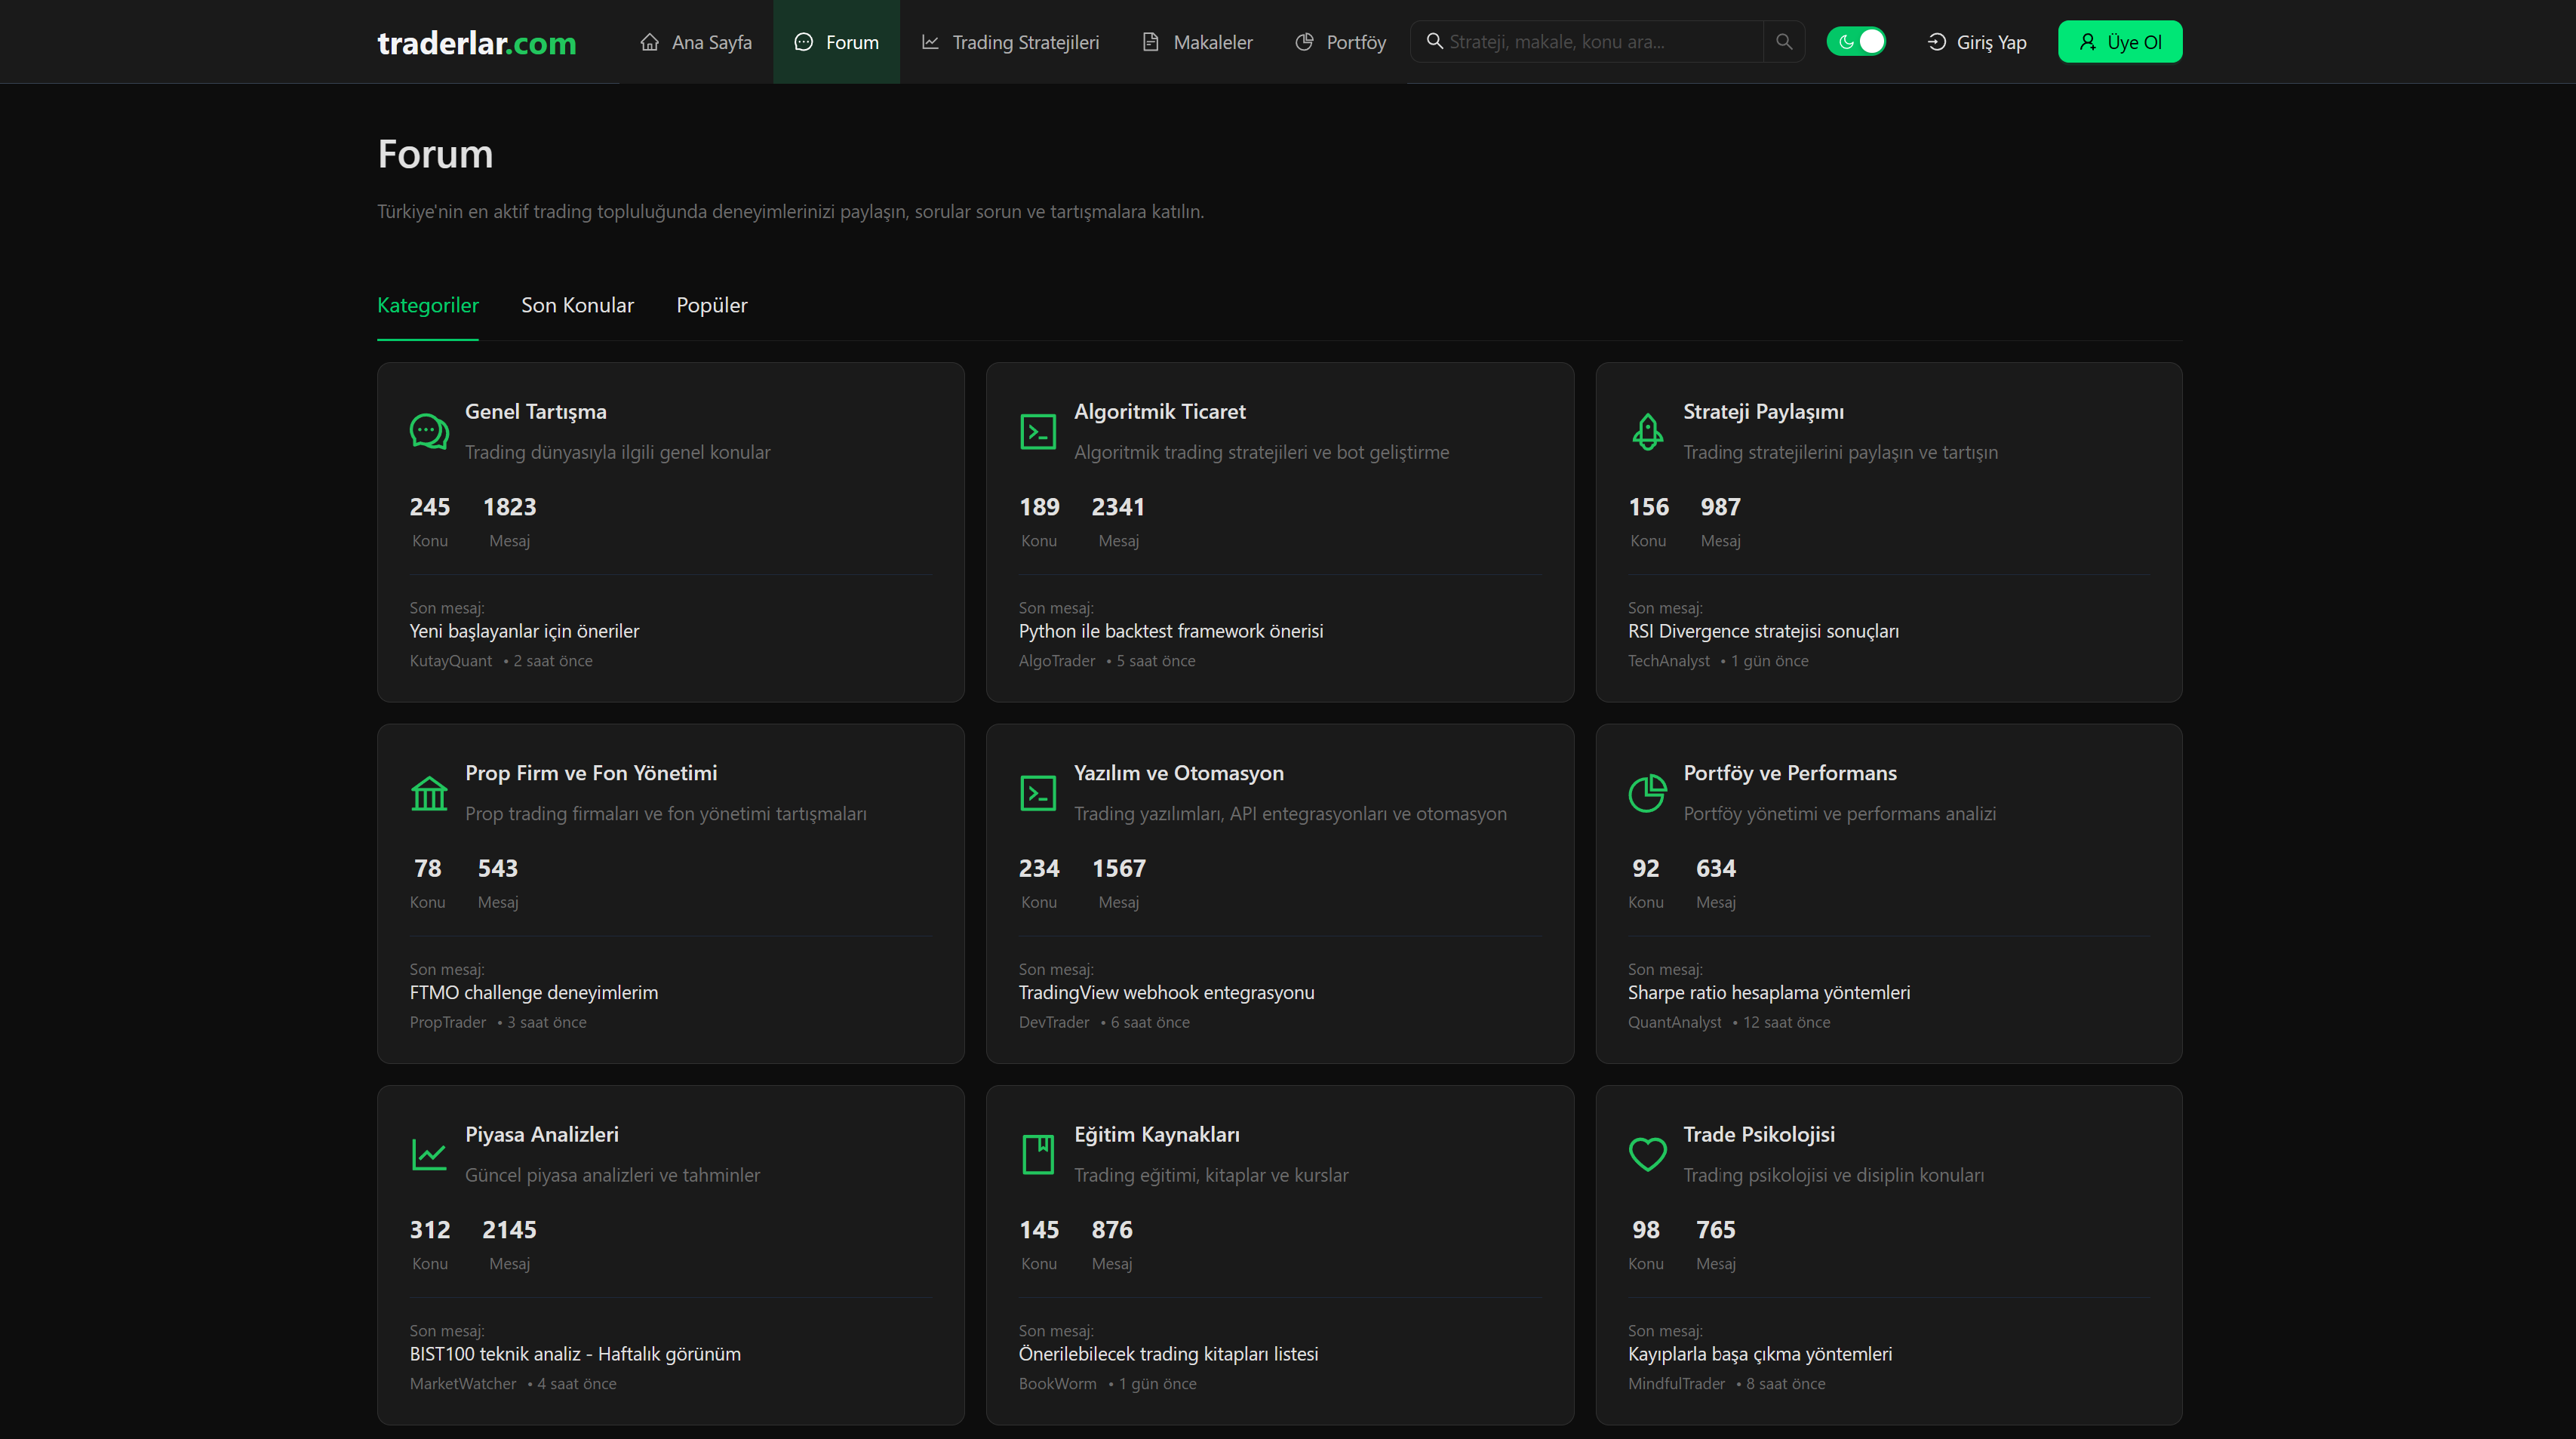 traderlar.com
Ana Sayfa
Forum
Trading Stratejileri
Makaleler
Portföy
Strateji, makale, konu ara...
Giriş Yap
Üye Ol
Forum
Türkiye'nin en aktif trading topluluğunda deneyimlerinizi paylaşın, sorular sorun ve tartışmalara katılın.
Kategoriler
Son Konular
Popüler
Genel Tartışma
Trading dünyasıyla ilgili genel konular
245 1823
Konu Mesaj
Son mesaj:
Yeni başlayanlar için öneriler
KutayQuant • 2 saat önce
Algoritmik Ticaret
Algoritmik trading stratejileri ve bot geliştirme
189 2341
Konu Mesaj
Son mesaj:
Python ile backtest framework önerisi
AlgoTrader • 5 saat önce
Strateji Paylaşımı
Trading stratejilerini paylaşın ve tartışın
156 987
Konu Mesaj
Son mesaj:
RSI Divergence stratejisi sonuçları
TechAnalyst • 1 gün önce
Prop Firm ve Fon Yönetimi
Prop trading firmaları ve fon yönetimi tartışmaları
78 543
Konu Mesaj
Son mesaj:
FTMO challenge deneyimlerim
PropTrader • 3 saat önce
Yazılım ve Otomasyon
Trading yazılımları, API entegrasyonları ve otomasyon
234 1567
Konu Mesaj
Son mesaj:
TradingView webhook entegrasyonu
DevTrader • 6 saat önce
Portföy ve Performans
Portföy yönetimi ve performans analizi
92 634
Konu Mesaj
Son mesaj:
Sharpe ratio hesaplama yöntemleri
QuantAnalyst • 12 saat önce
Piyasa Analizleri
Güncel piyasa analizleri ve tahminler
312 2145
Konu Mesaj
Son mesaj:
BIST100 teknik analiz - Haftalık görünüm
MarketWatcher • 4 saat önce
Eğitim Kaynakları
Trading eğitimi, kitaplar ve kurslar
145 876
Konu Mesaj
Son mesaj:
Önerilebilecek trading kitapları listesi
BookWorm • 1 gün önce
Trade Psikolojisi
Trading psikolojisi ve disiplin konuları
98 765
Konu Mesaj
Son mesaj:
Kayıplarla başa çıkma yöntemleri
MindfulTrader • 8 saat önce